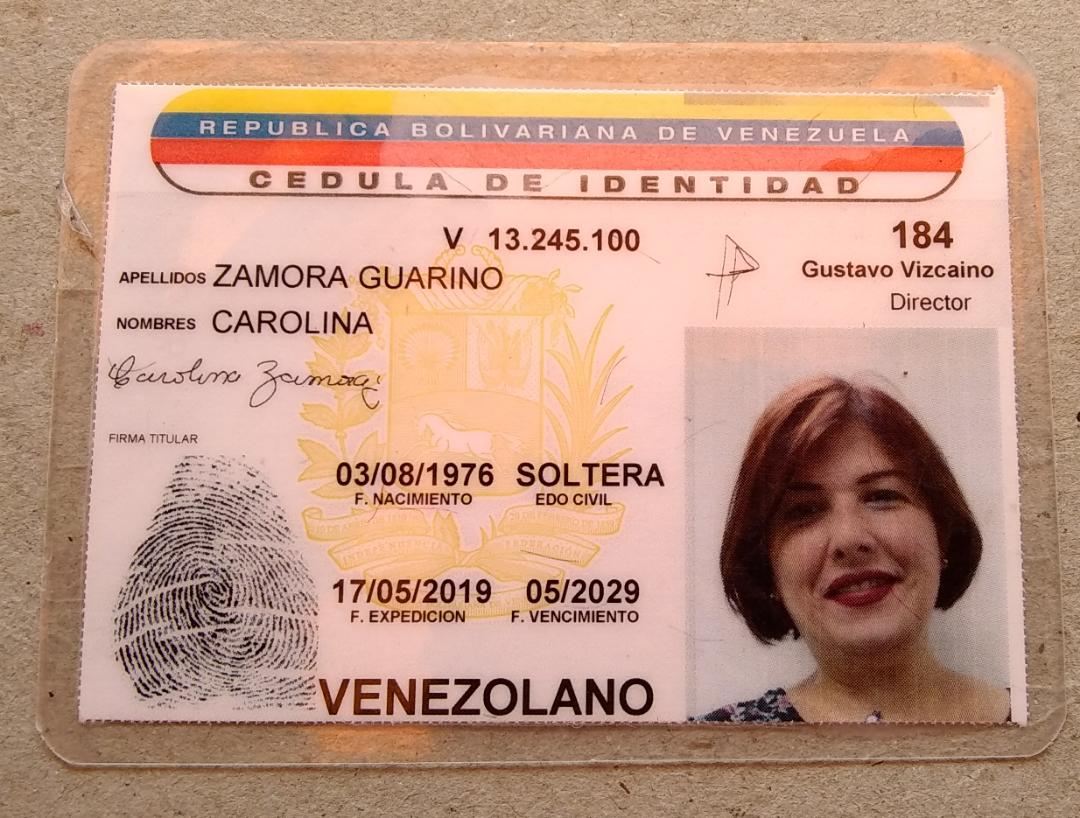 REPUBLICA BOLIVARIANA DE VENEZUELA
CEDULA DE IDENTIDAD
V 13.245.100
184
Gustavo Vizcaino
Director
APELLIDOS ZAMORA GUARINO
NOMBRES CAROLINA
Carolina Zamora
FIRMA TITULAR
03/08/1976 SOLTERA
F. NACIMIENTO EDO CIVIL
INDEPENDENCIA FEDERACIÓN
17/05/2019 05/2029
F. EXPEDICION F. VENCIMIENTO
VENEZOLANO